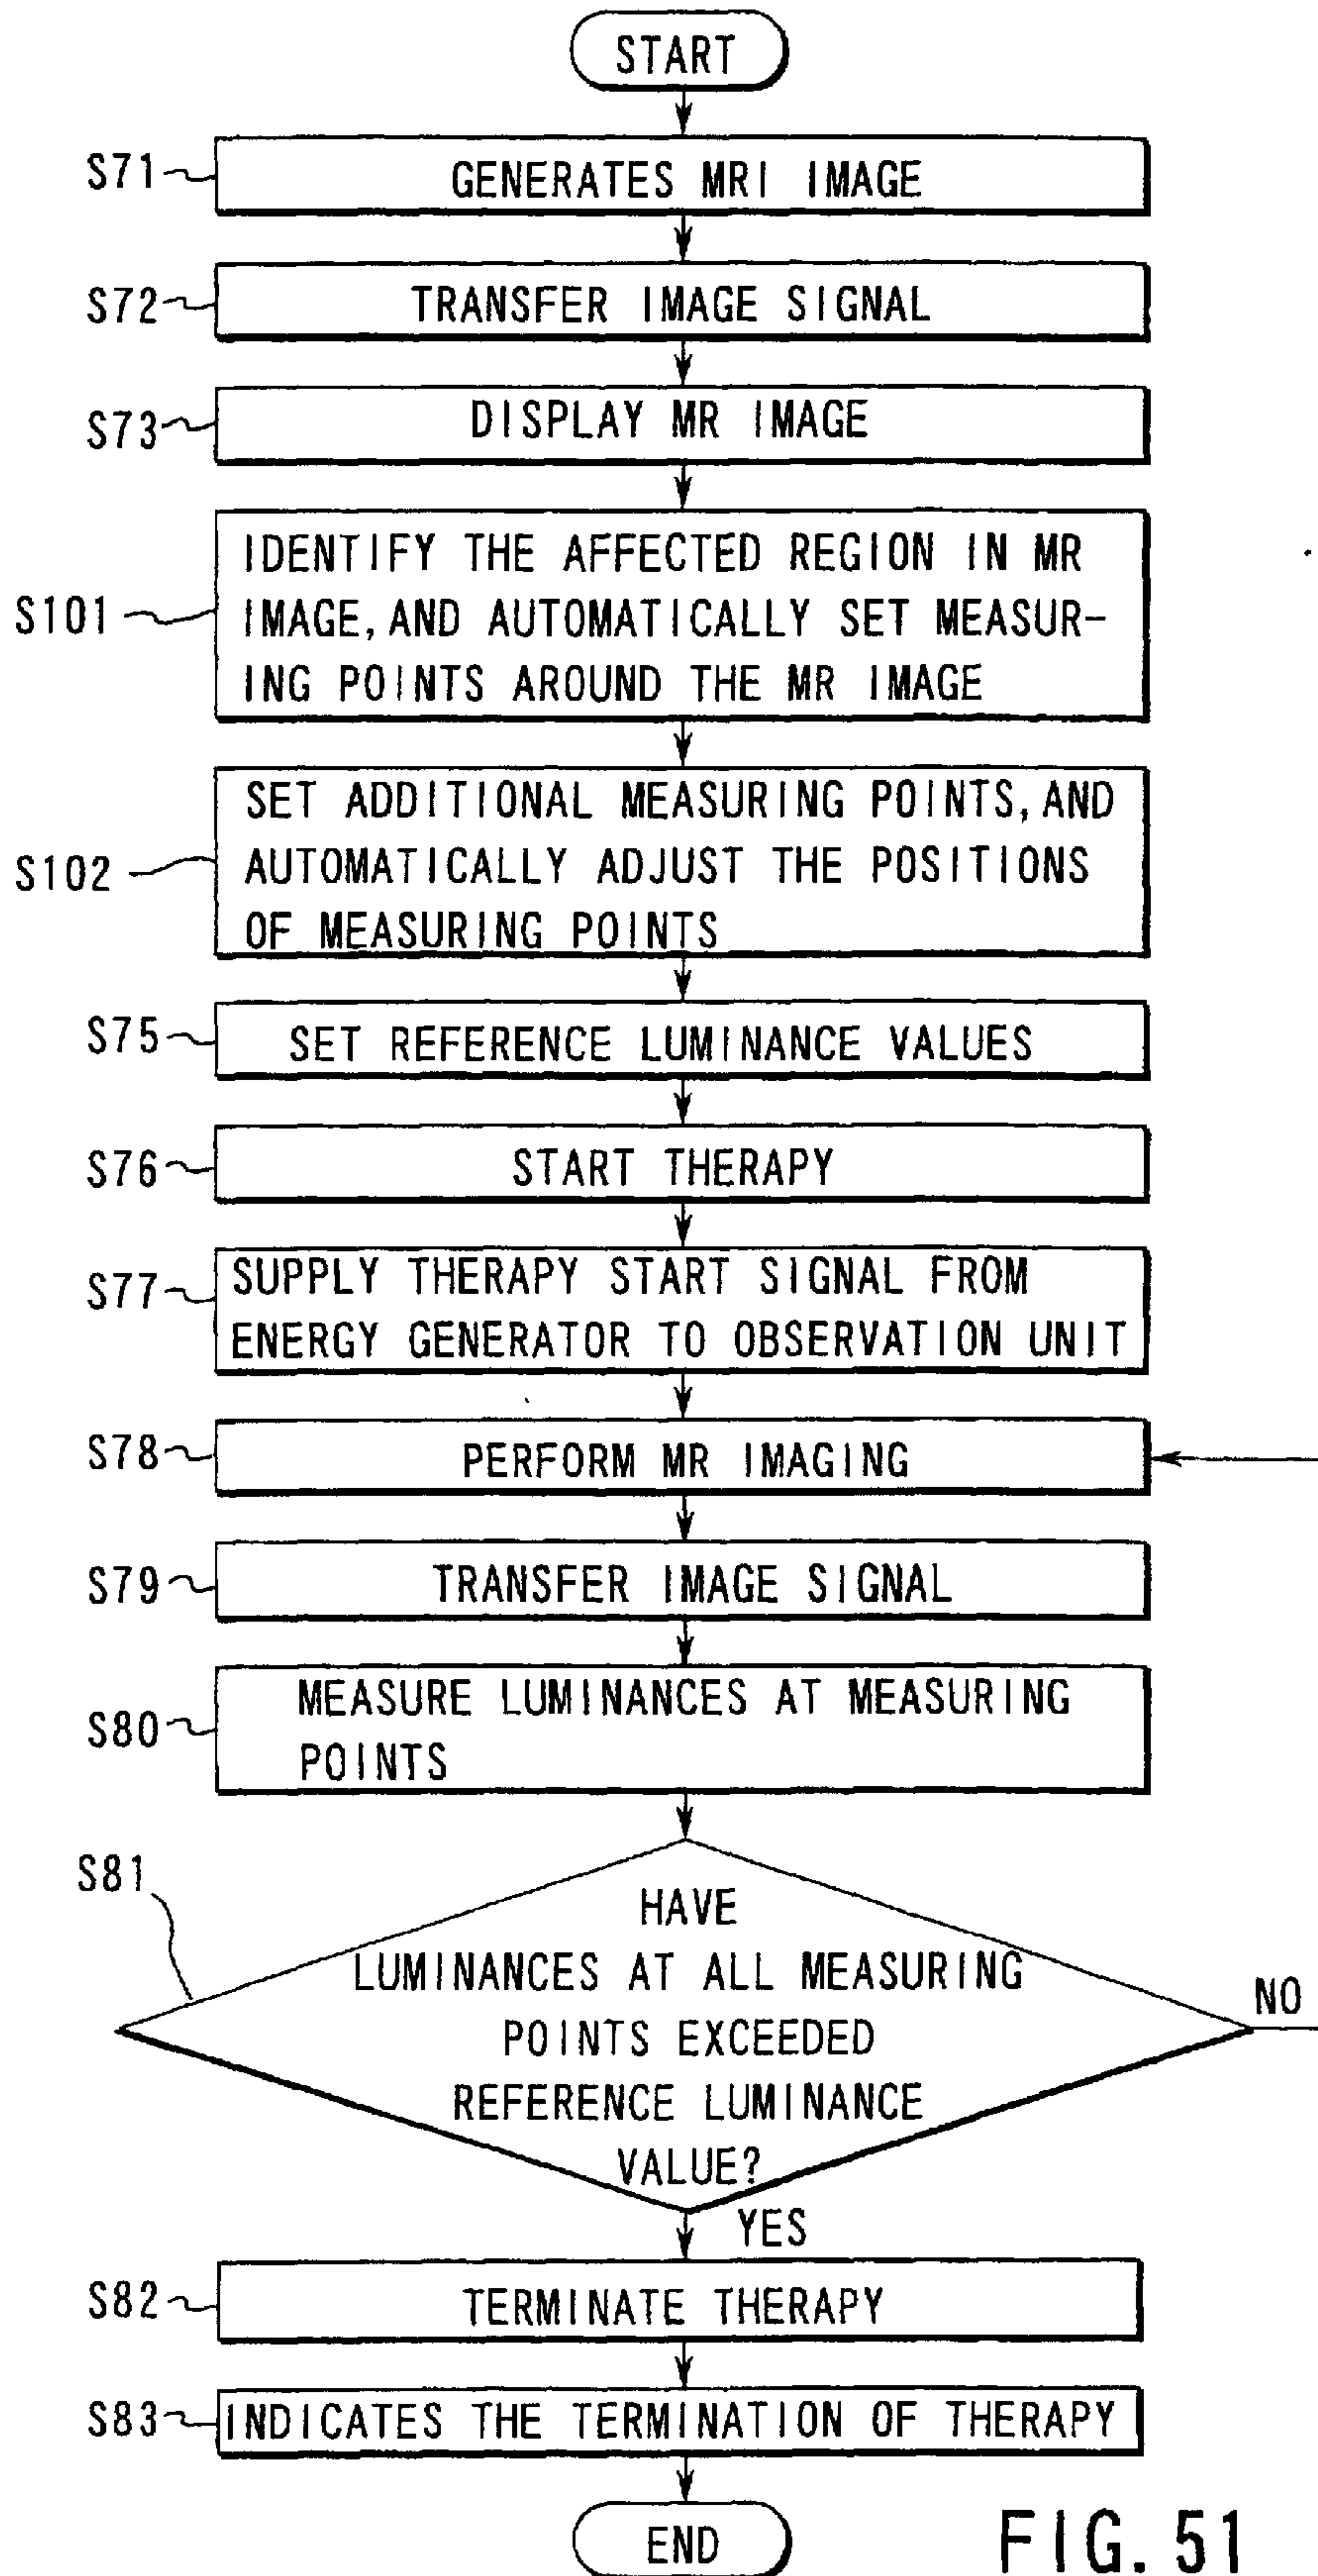 START
S71
GENERATES MRI IMAGE
S72
TRANSFER IMAGE SIGNAL
S73
DISPLAY MR IMAGE
S101
IDENTIFY THE AFFECTED REGION IN MR
IMAGE, AND AUTOMATICALLY SET MEASUR-
ING POINTS AROUND THE MR IMAGE
S102
SET ADDITIONAL MEASURING POINTS, AND
AUTOMATICALLY ADJUST THE POSITIONS
OF MEASURING POINTS
S75
SET REFERENCE LUMINANCE VALUES
S76
START THERAPY
S77
SUPPLY THERAPY START SIGNAL FROM
ENERGY GENERATOR TO OBSERVATION UNIT
S78
PERFORM MR IMAGING
S79
TRANSFER IMAGE SIGNAL
S80
MEASURE LUMINANCES AT MEASURING
POINTS
S81
HAVE
LUMINANCES AT ALL MEASURING
POINTS EXCEEDED
REFERENCE LUMINANCE
VALUE?
NO
YES
S82
TERMINATE THERAPY
S83
INDICATES THE TERMINATION OF THERAPY
END
FIG. 51